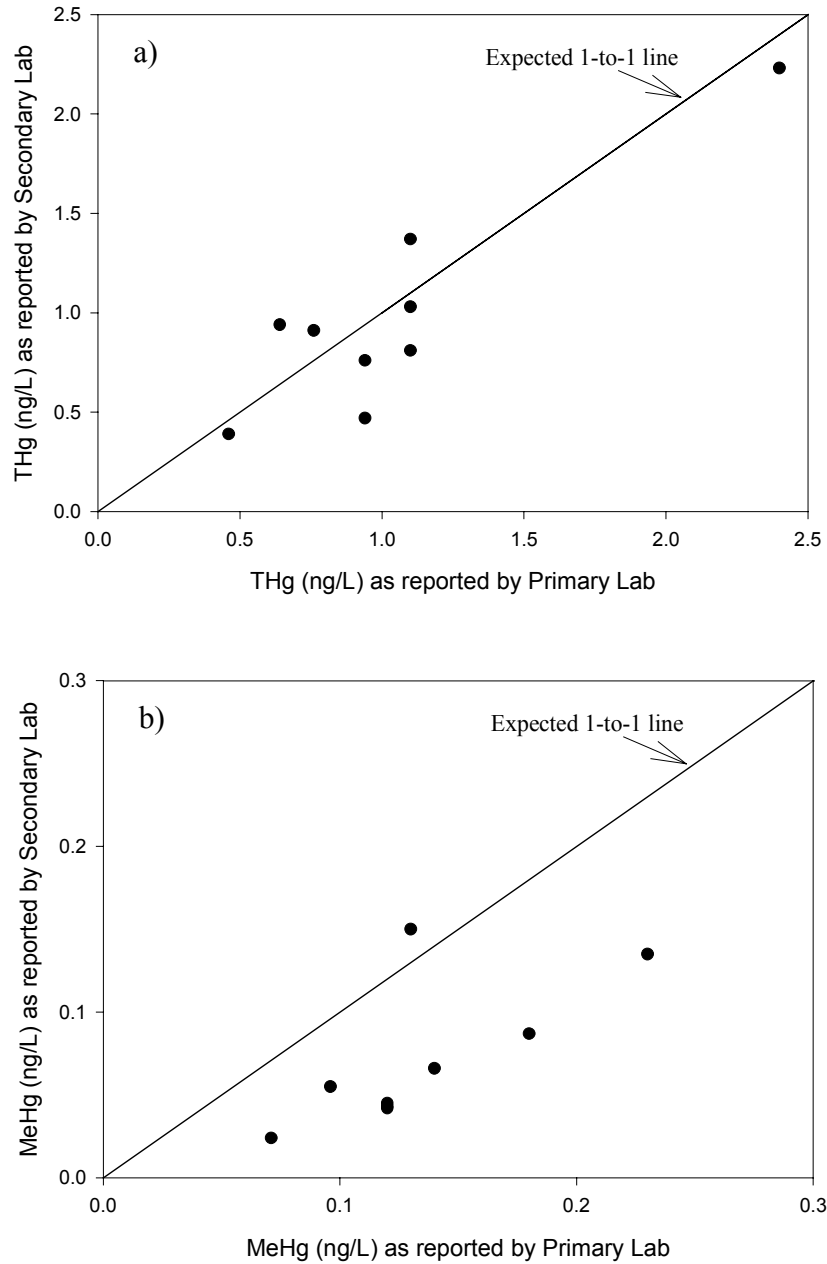 2.5
a)
Expected 1-to-1 line
2.0
1.5
1.0
0.5
0.0
THg (ng/L) as reported by Secondary Lab
0.0 0.5 1.0 1.5 2.0 2.5
THg (ng/L) as reported by Primary Lab
0.3
b)
Expected 1-to-1 line
0.2
0.1
0.0
MeHg (ng/L) as reported by Secondary Lab
0.0 0.1 0.2 0.3
MeHg (ng/L) as reported by Primary Lab